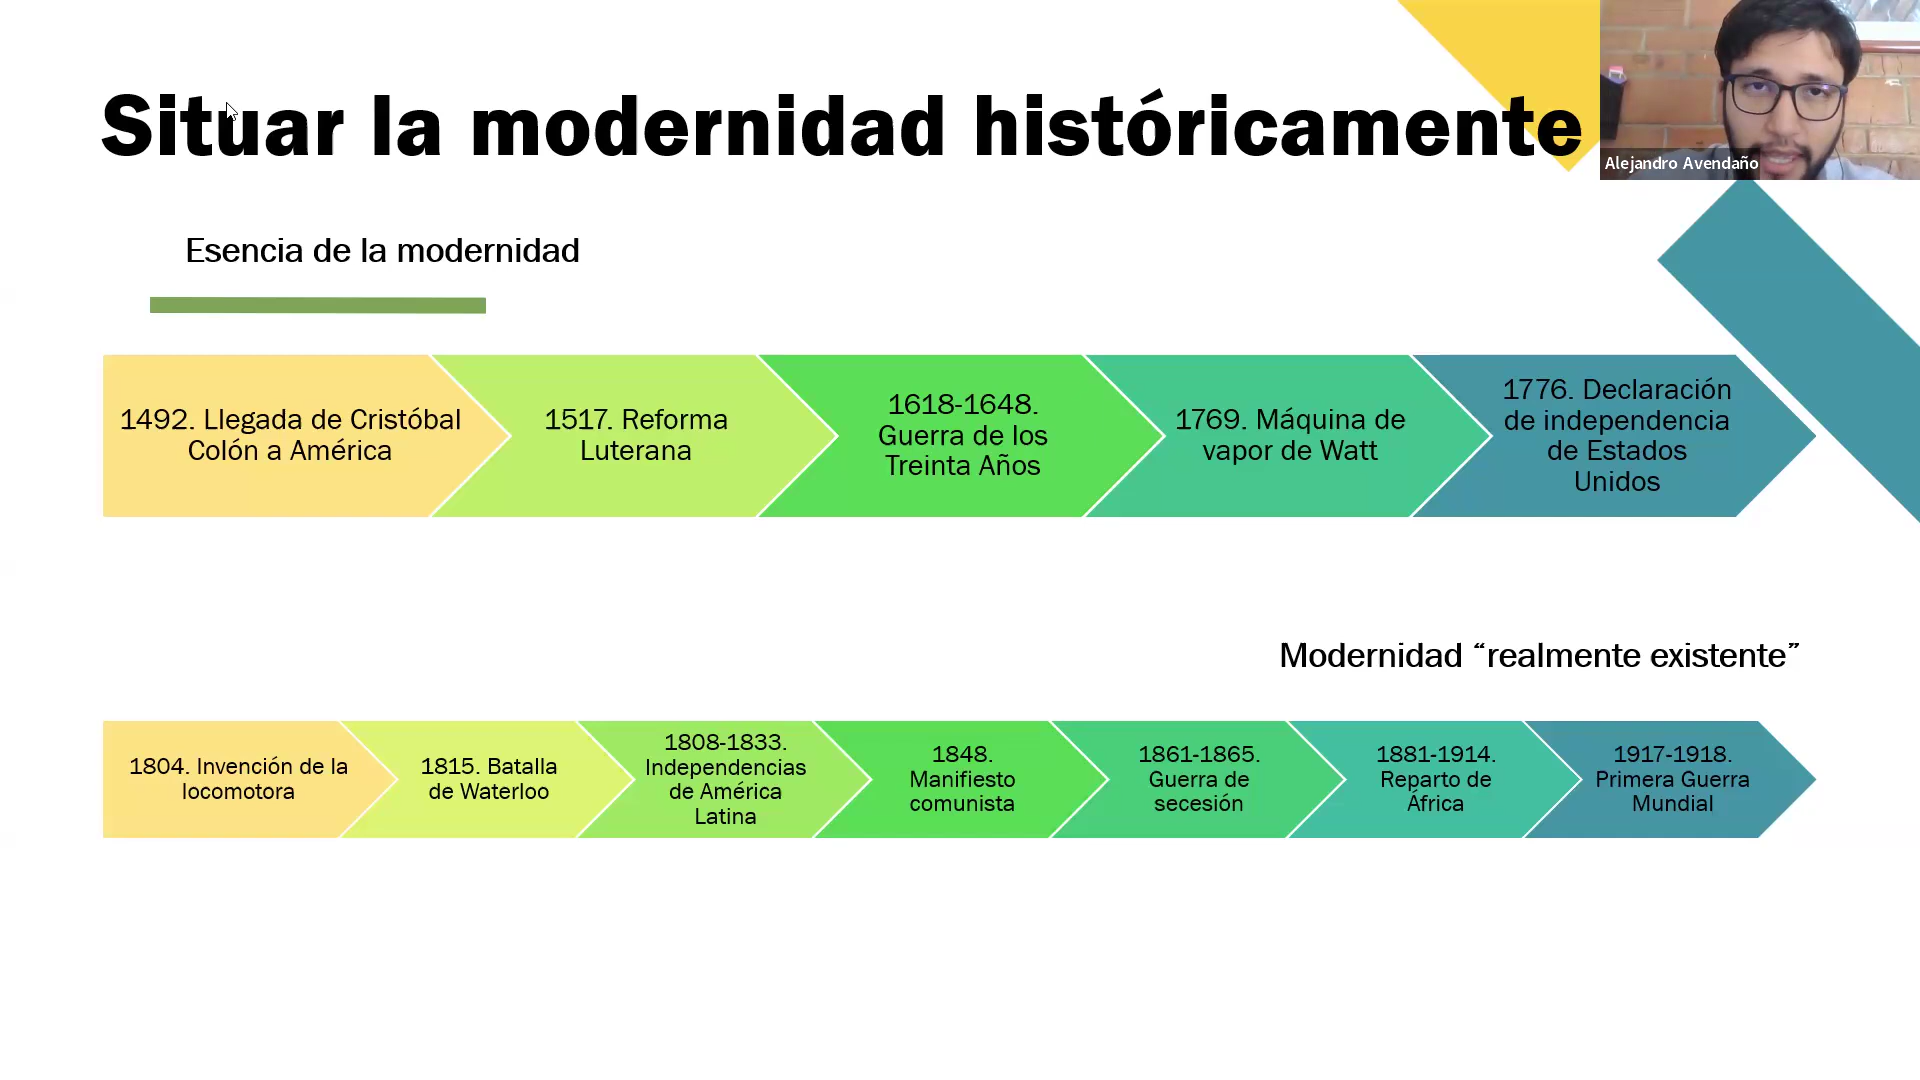 Situar la modernidad históricamente
Alejandro Avendaño
Esencia de la modernidad
1492. Llegada de Cristóbal
Colón a América
1517. Reforma
Luterana
1618-1648.
Guerra de los
Treinta Años
1769. Máquina de
vapor de Watt
1776. Declaración
de independencia
de Estados
Unidos
Modernidad “realmente existente”
1804. Invención de la
locomotora
1815. Batalla
de Waterloo
1808-1833.
Independencias
de América
Latina
1848.
Manifiesto
comunista
1861-1865.
Guerra de
secesión
1881-1914.
Reparto de
África
1917-1918.
Primera Guerra
Mundial